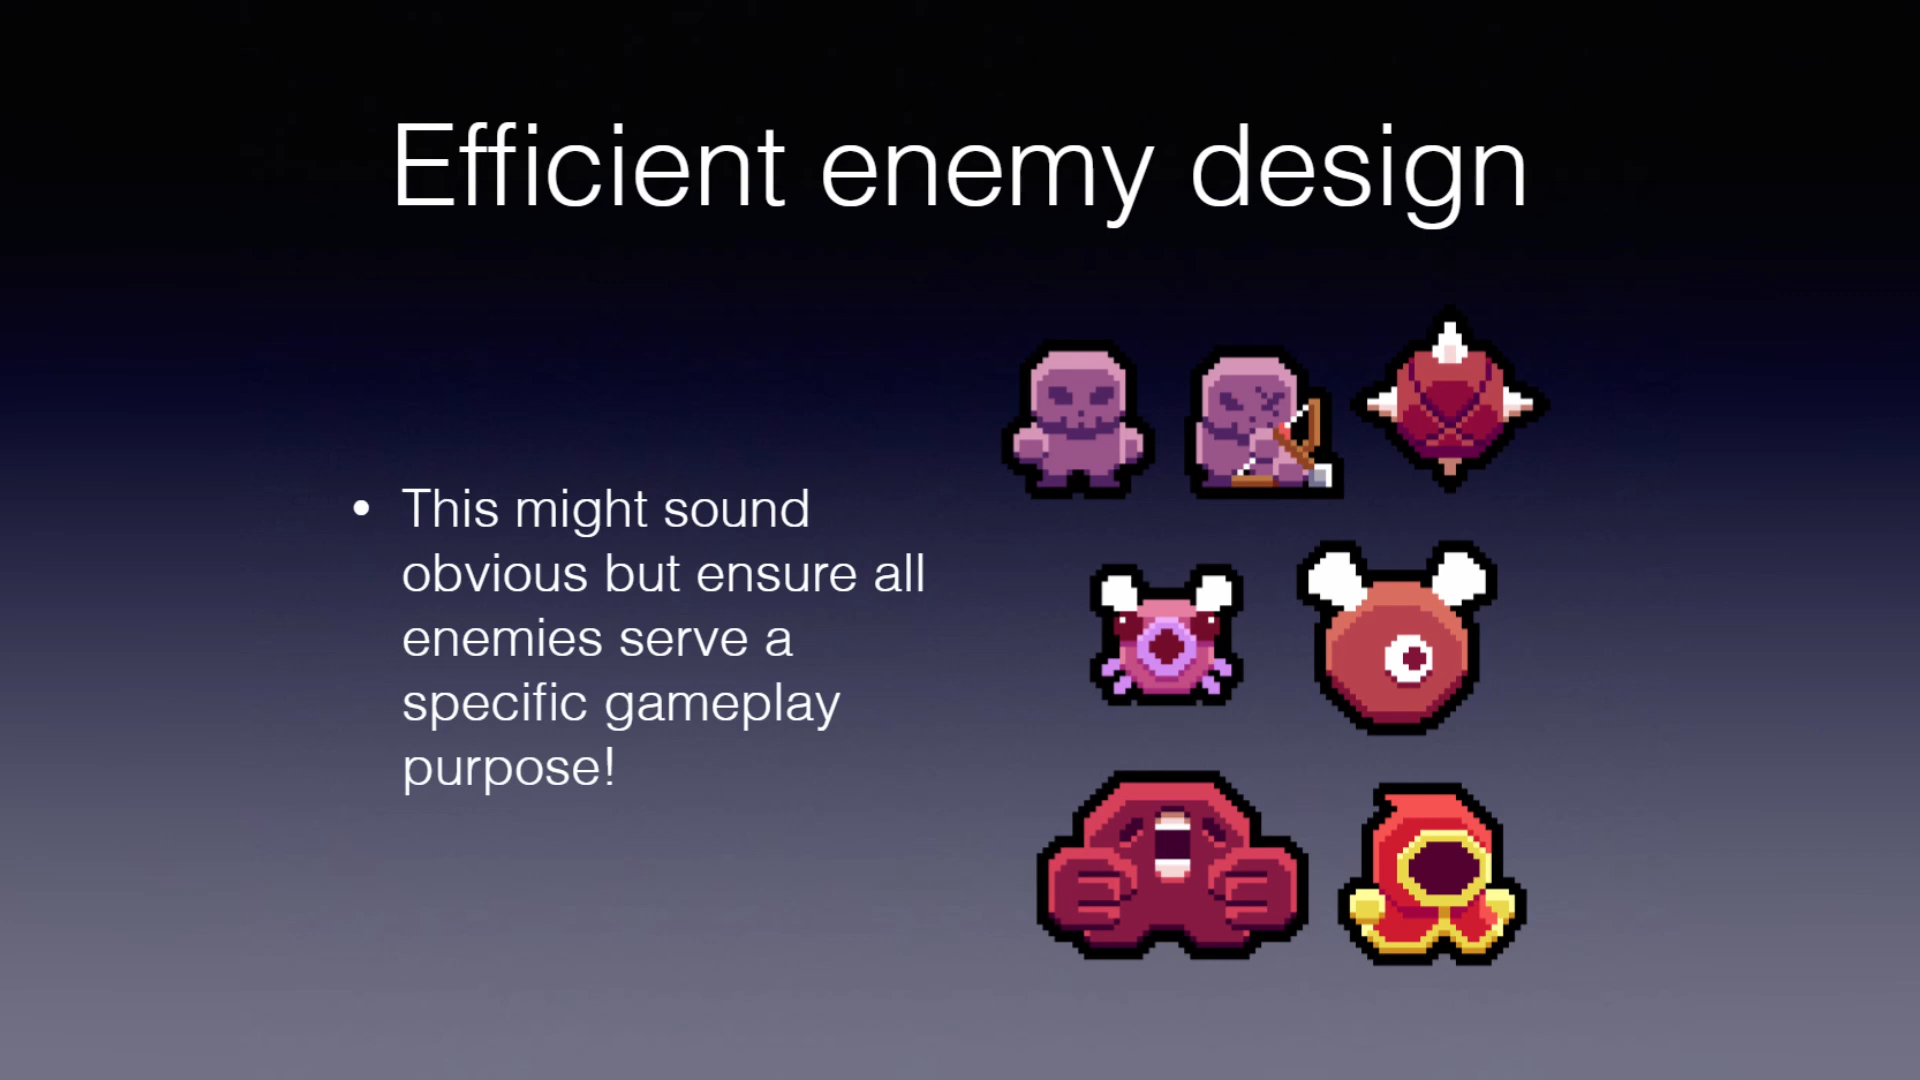 Efficient enemy design
• This might sound
obvious but ensure all
enemies serve a
specific gameplay
purpose!